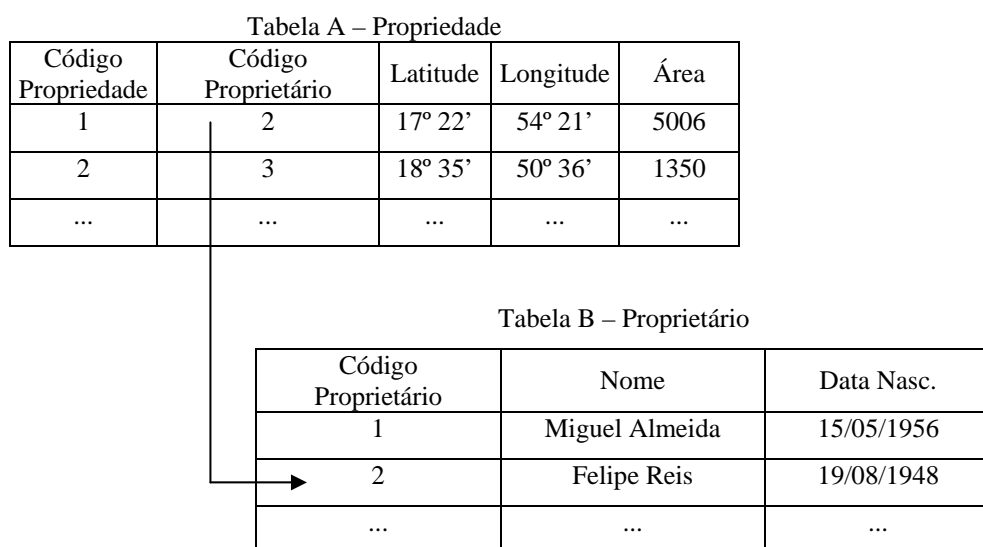 Tabela A – Propriedade
Código Propriedade Código Proprietário Latitude Longitude Área
1 2 17º 22’ 54º 21’ 5006
2 3 18º 35’ 50º 36’ 1350
... ... ... ... ...
Tabela B – Proprietário
Código Proprietário Nome Data Nasc.
1 Miguel Almeida 15/05/1956
2 Felipe Reis 19/08/1948
... ... ...